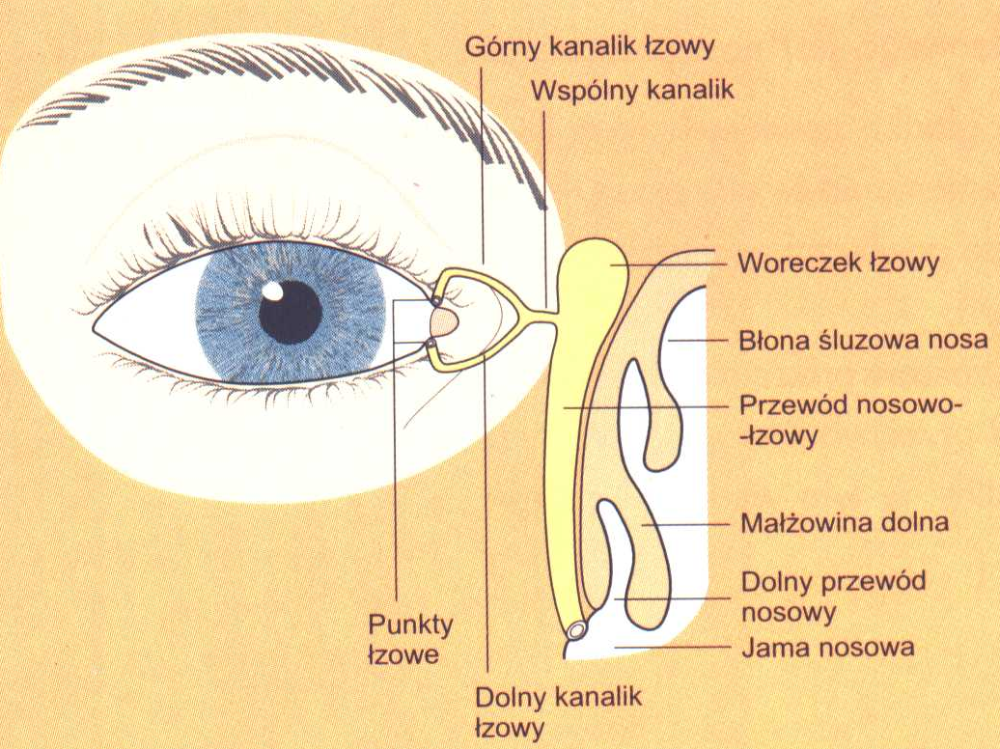 Górny kanalik łzowy
Wspólny kanalik
Woreczek łzowy
Błona śluzowa nosa
Przewód nosowo-
-łzowy
Małżowina dolna
Dolny przewód
nosowy
Jama nosowa
Punkty
łzowe
Dolny kanalik
łzowy